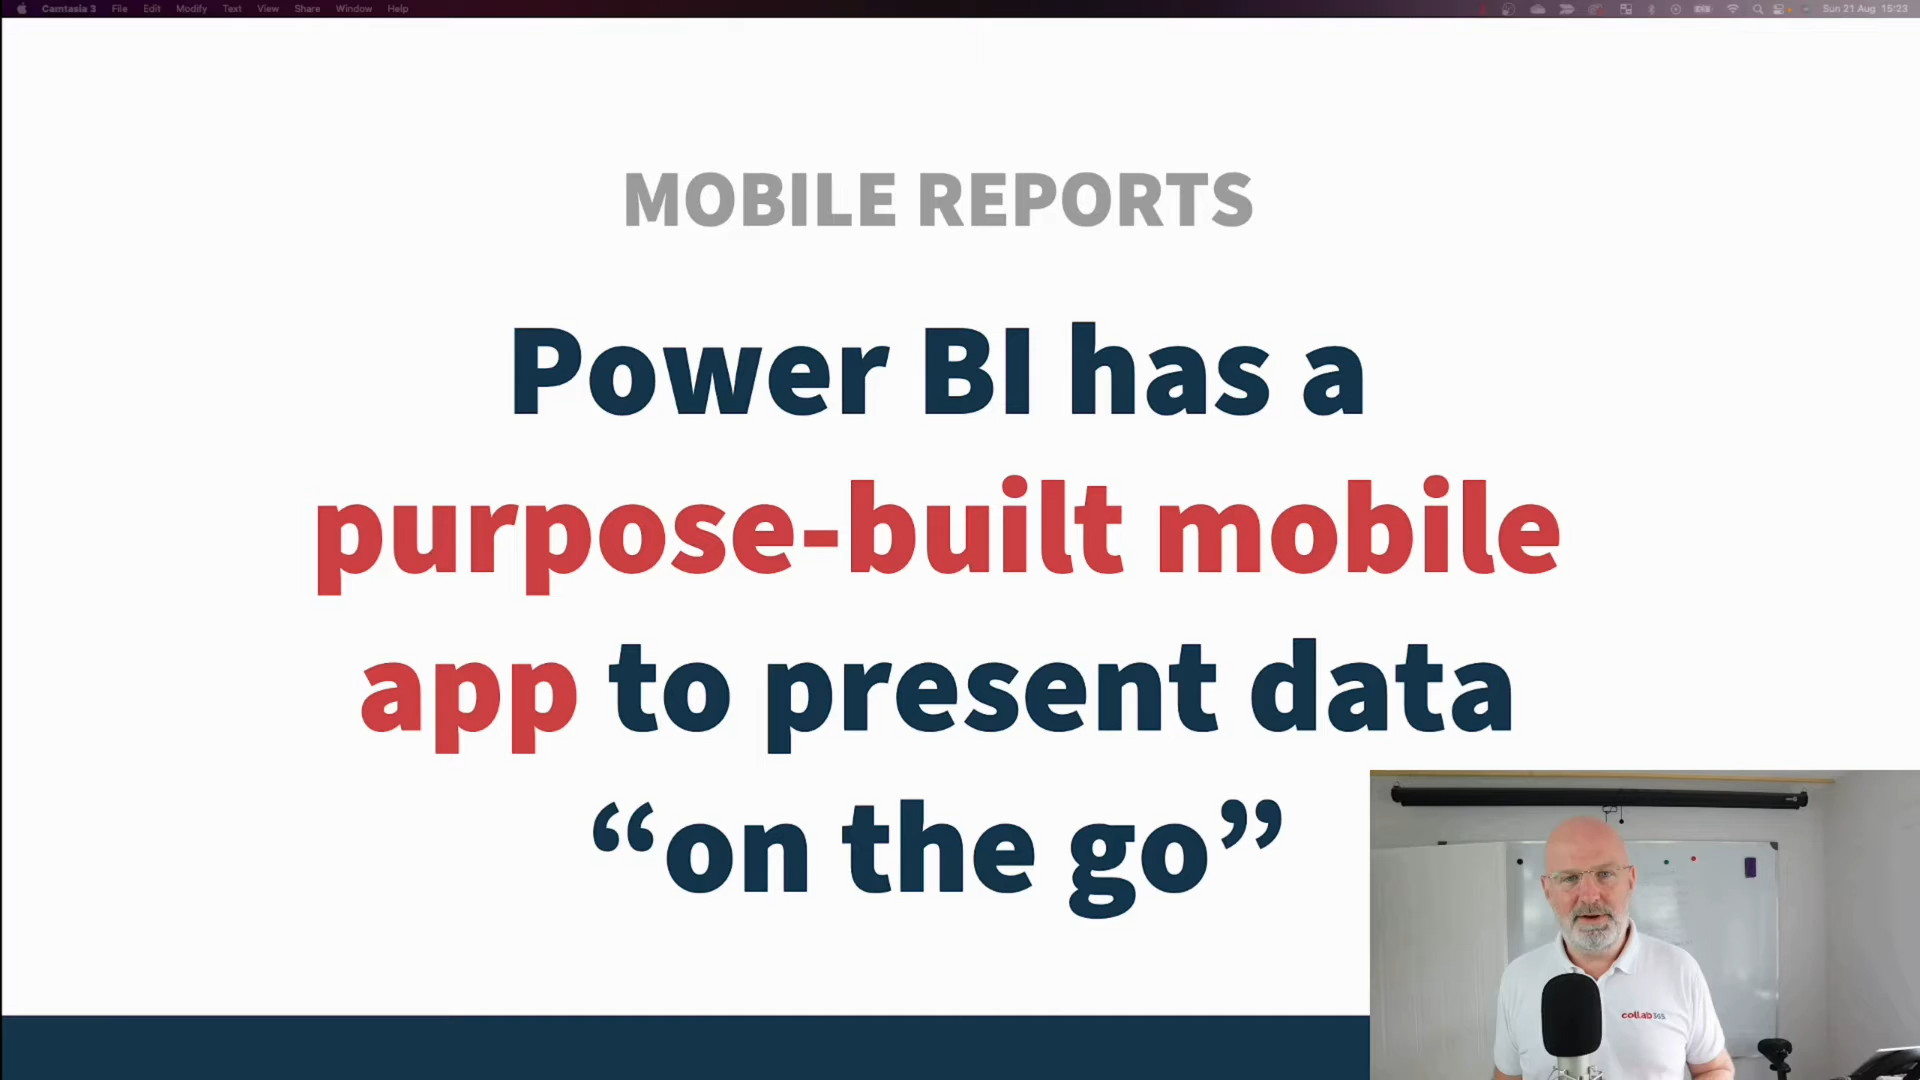 Camtasia 3 File Edit Modify Text View Share Window Help Sun 21 Aug 15:23
MOBILE REPORTS
Power BI has a
purpose-built mobile
app to present data
“on the go”
collab365